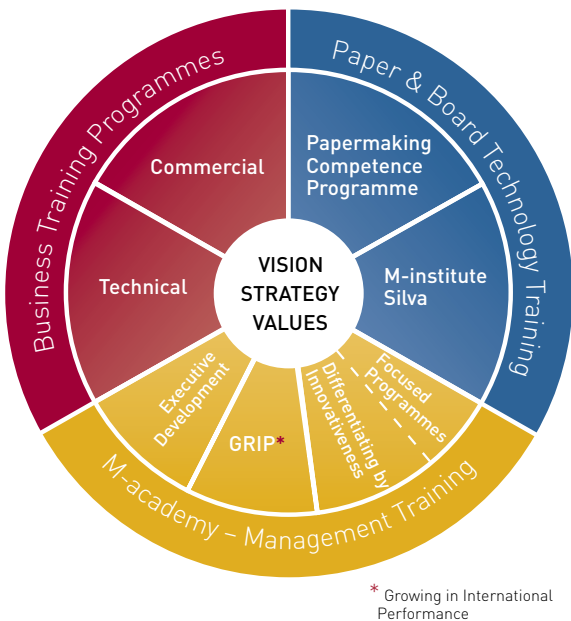 Business Training Programmes
Paper & Board Technology Training
Commercial
Papermaking
Competence
Programme
Technical
VISION
STRATEGY
VALUES
M-institute
Silva
Executive
Development
GRIP*
Differentiating by
Innovativeness
Focused
Programmes
M-academy – Management Training
* Growing in International
Performance